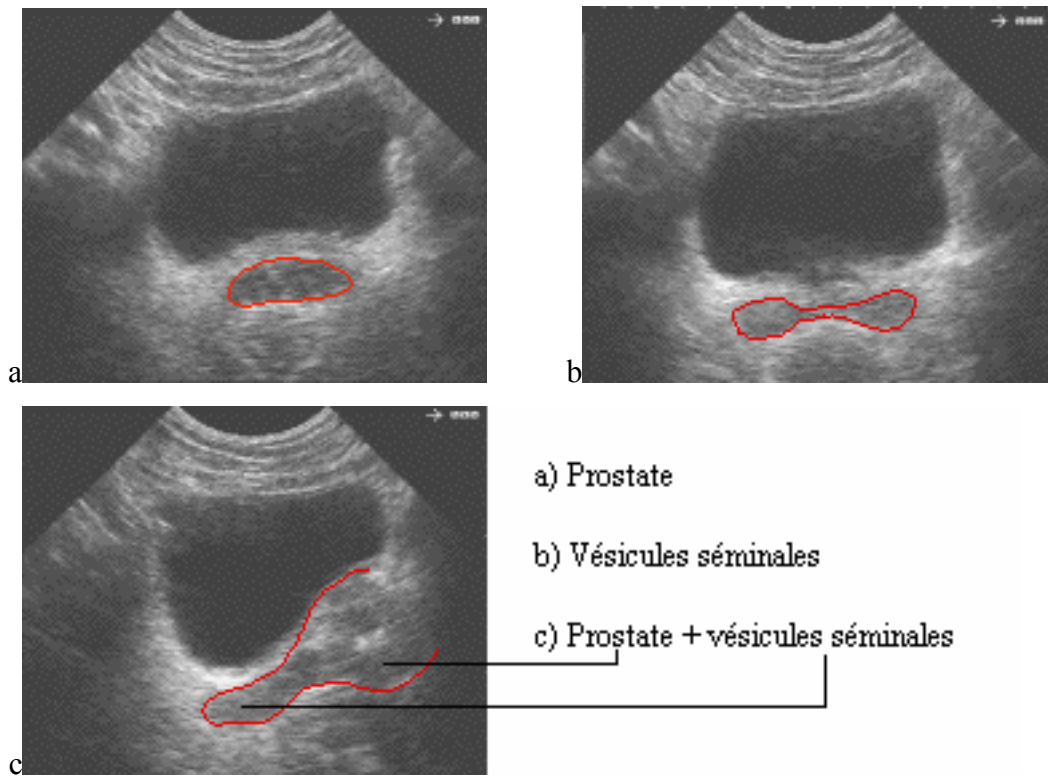 a
b
a) Prostate
b) Vésicules séminales
c) Prostate + vésicules séminales
c